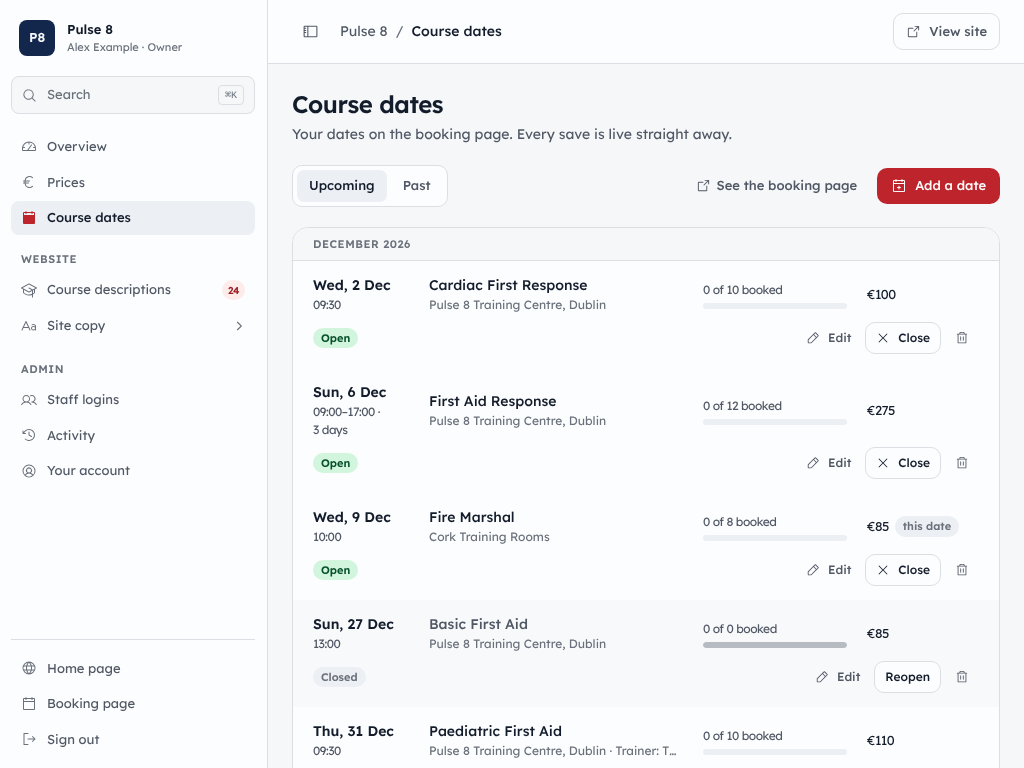 P8
Pulse 8
Alex Example · Owner
Search
⌘K
Overview
Prices
Course dates
WEBSITE
Course descriptions
24
Aa
Site copy
ADMIN
Staff logins
Activity
Your account
Home page
Booking page
Sign out
Pulse 8 / Course dates
View site
Course dates
Your dates on the booking page. Every save is live straight away.
Upcoming
Past
See the booking page
Add a date
DECEMBER 2026
Wed, 2 Dec
09:30
Cardiac First Response
Pulse 8 Training Centre, Dublin
0 of 10 booked
€100
Open
Edit
Close
Sun, 6 Dec
09:00–17:00 ·
3 days
First Aid Response
Pulse 8 Training Centre, Dublin
0 of 12 booked
€275
Open
Edit
Close
Wed, 9 Dec
10:00
Fire Marshal
Cork Training Rooms
0 of 8 booked
€85
this date
Open
Edit
Close
Sun, 27 Dec
13:00
Basic First Aid
Pulse 8 Training Centre, Dublin
0 of 0 booked
€85
Closed
Edit
Reopen
Thu, 31 Dec
09:30
Paediatric First Aid
Pulse 8 Training Centre, Dublin · Trainer: T…
0 of 10 booked
€110